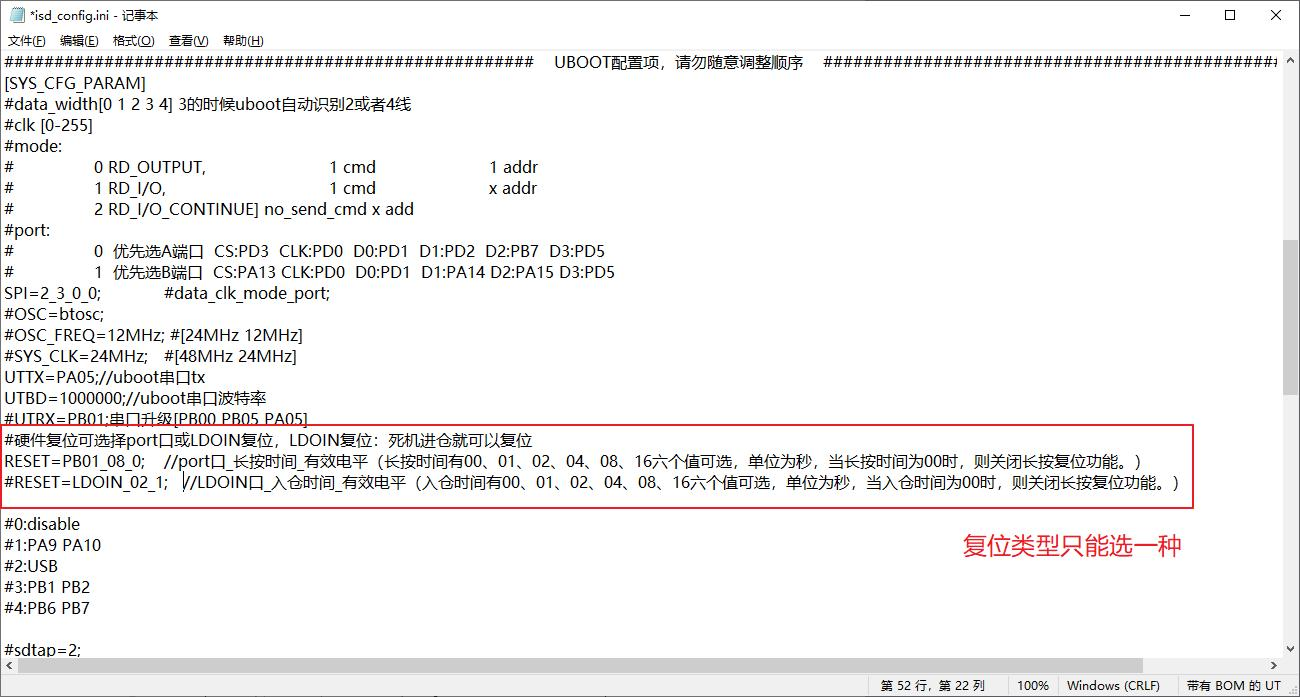 *isd_config.ini - 记事本
文件(F) 编辑(E) 格式(O) 查看(V) 帮助(H)
##################################################### UBOOT配置项，请勿随意调整顺序 ##############################################
[SYS_CFG_PARAM]
#data_width[0 1 2 3 4] 3的时候uboot自动识别2或者4线
#clk [0-255]
#mode:
# 0 RD_OUTPUT, 1 cmd 1 addr
# 1 RD_I/O, 1 cmd x addr
# 2 RD_I/O_CONTINUE] no_send_cmd x add
#port:
# 0 优先选A端口 CS:PD3 CLK:PD0 D0:PD1 D1:PD2 D2:PB7 D3:PD5
# 1 优先选B端口 CS:PA13 CLK:PD0 D0:PD1 D1:PA14 D2:PA15 D3:PD5
SPI=2_3_0_0; #data_clk_mode_port;
#OSC=btosc;
#OSC_FREQ=12MHz; #[24MHz 12MHz]
#SYS_CLK=24MHz; #[48MHz 24MHz]
UTTX=PA05;//uboot串口tx
UTBD=1000000;//uboot串口波特率
#UTRX=PB01;串口升级[PB00 PB05 PA05]
#硬件复位可选择port口或LDOIN复位，LDOIN复位：死机进仓就可以复位
RESET=PB01_08_0; //port口_长按时间_有效电平（长按时间有00、01、02、04、08、16六个值可选，单位为秒，当长按时间为00时，则关闭长按复位功能。）
#RESET=LDOIN_02_1; //LDOIN口_入仓时间_有效电平（入仓时间有00、01、02、04、08、16六个值可选，单位为秒，当入仓时间为00时，则关闭长按复位功能。）
#0:disable
#1:PA9 PA10
复位类型只能选一种
#2:USB
#3:PB1 PB2
#4:PB6 PB7
#sdtap=2;
第 52 行，第 22 列 100% Windows (CRLF) 带有 BOM 的 UT